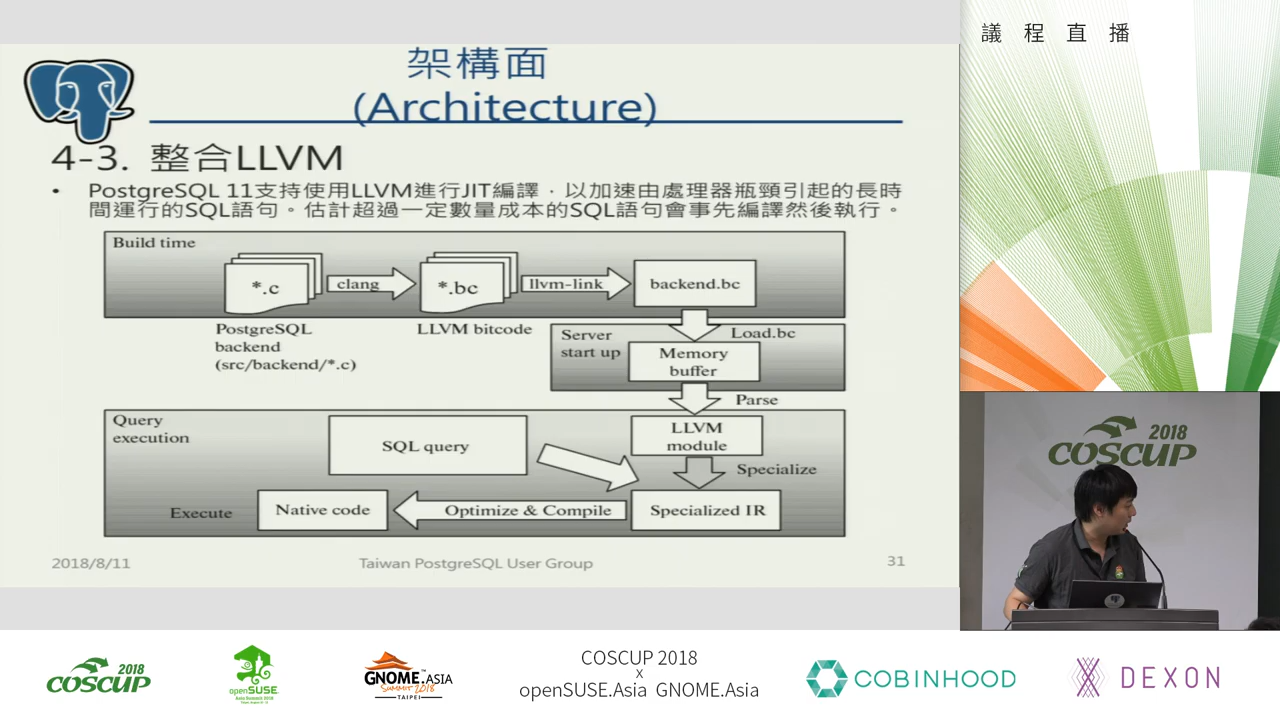 議程直播
架構面
(Architecture)
4-3. 整合LLVM
• PostgreSQL 11支持使用LLVM進行JIT編譯，以加速由處理器瓶頸引起的長時
間運行的SQL語句。估計超過一定數量成本的SQL語句會事先編譯然後執行。
Build time
*.c
clang
*.bc
llvm-link
backend.bc
PostgreSQL
backend
(src/backend/*.c)
LLVM bitcode
Server
start up
Load.bc
Memory
buffer
Parse
Query
execution
SQL query
LLVM
module
Specialize
Execute
Native code
Optimize & Compile
Specialized IR
2018/8/11
Taiwan PostgreSQL User Group
31
2018
COSCUP
2018
COSCUP
openSUSE
Asia Summit 2018
Taipei, August 11 - 12
GNOME.ASIA
SUMMIT 2018
TAIPEI
COSCUP 2018
x
openSUSE.Asia GNOME.Asia
COBINHOOD
DEXON